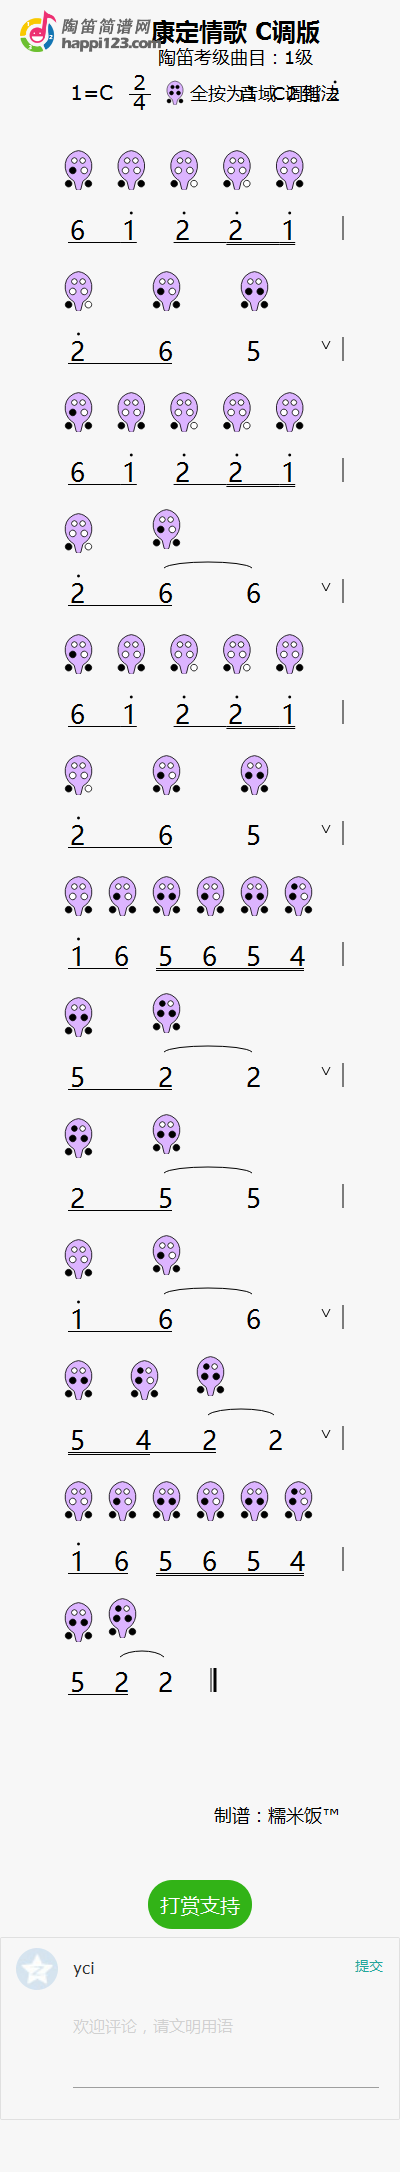 陶笛简谱网
happi123.com
康定情歌 C调版
陶笛考级曲目：1级
1=C 2/4 全按为 音域：C2到 2̇
6 1̇ 2̇ 2̇ 1̇ |
2̇ 6 5 ∨ |
6 1̇ 2̇ 2̇ 1̇ |
2̇ 6 6 ∨ |
6 1̇ 2̇ 2̇ 1̇ |
2̇ 6 5 ∨ |
1̇ 6 5 6 5 4 |
5 2 2 ∨ |
2 5 5 |
1̇ 6 6 ∨ |
5 4 2 2 ∨ |
1̇ 6 5 6 5 4 |
5 2 2 ‖
制谱：糯米饭™
打赏支持
yci
提交
欢迎评论，请文明用语